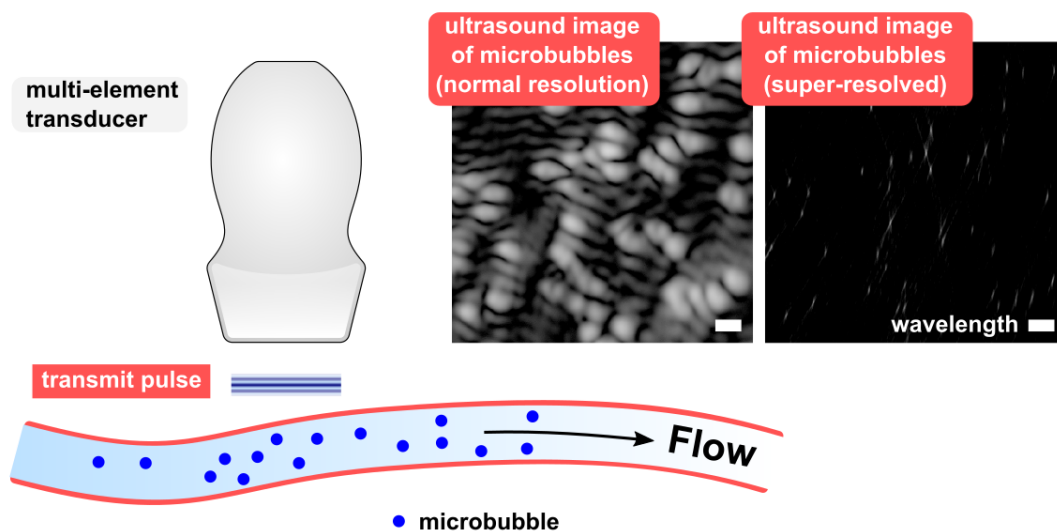 ultrasound image
of microbubbles
(normal resolution)
ultrasound image
of microbubbles
(super-resolved)
multi-element
transducer
wavelength
transmit pulse
Flow
microbubble